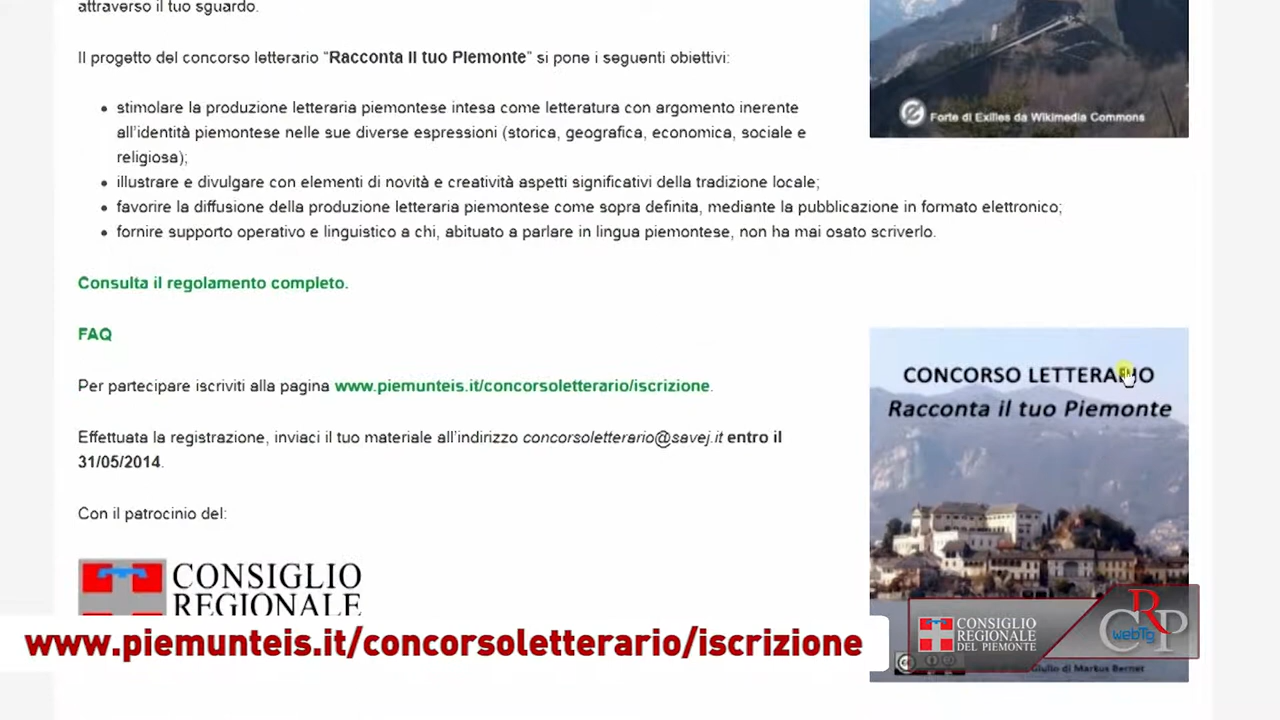 attraverso il tuo sguardo.
Il progetto del concorso letterario “Racconta Il tuo Piemonte” si pone i seguenti obiettivi:
• stimolare la produzione letteraria piemontese intesa come letteratura con argomento inerente
all’identità piemontese nelle sue diverse espressioni (storica, geografica, economica, sociale e
religiosa);
• illustrare e divulgare con elementi di novità e creatività aspetti significativi della tradizione locale;
• favorire la diffusione della produzione letteraria piemontese come sopra definita, mediante la pubblicazione in formato elettronico;
• fornire supporto operativo e linguistico a chi, abituato a parlare in lingua piemontese, non ha mai osato scriverlo.
Consulta il regolamento completo.
FAQ
Per partecipare iscriviti alla pagina www.piemunteis.it/concorsoletterario/iscrizione.
Effettuata la registrazione, inviaci il tuo materiale all’indirizzo concorsoletterario@savej.it entro il
31/05/2014.
Con il patrocinio del:
CONSIGLIO
REGIONALE
Forte di Exilles da Wikimedia Commons
CONCORSO LETTERARIO
Racconta il tuo Piemonte
Giulio di Markus Bernet
www.piemunteis.it/concorsoletterario/iscrizione
CONSIGLIO
REGIONALE
DEL PIEMONTE
CRP
webTg